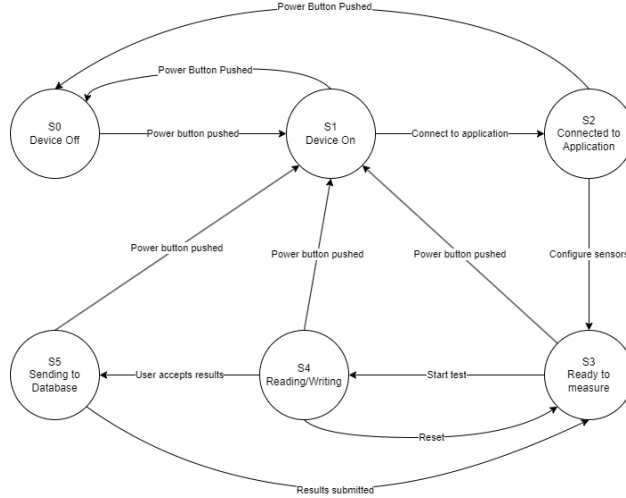 Power Button Pushed
Power Button Pushed
S0
Device Off
Power button pushed
S1
Device On
Connect to application
S2
Connected to
Application
Power button pushed
Power button pushed
Power button pushed
Configure sensors
S5
Sending to
Database
User accepts results
S4
Reading/Writing
Start test
S3
Ready to
measure
Reset
Results submitted